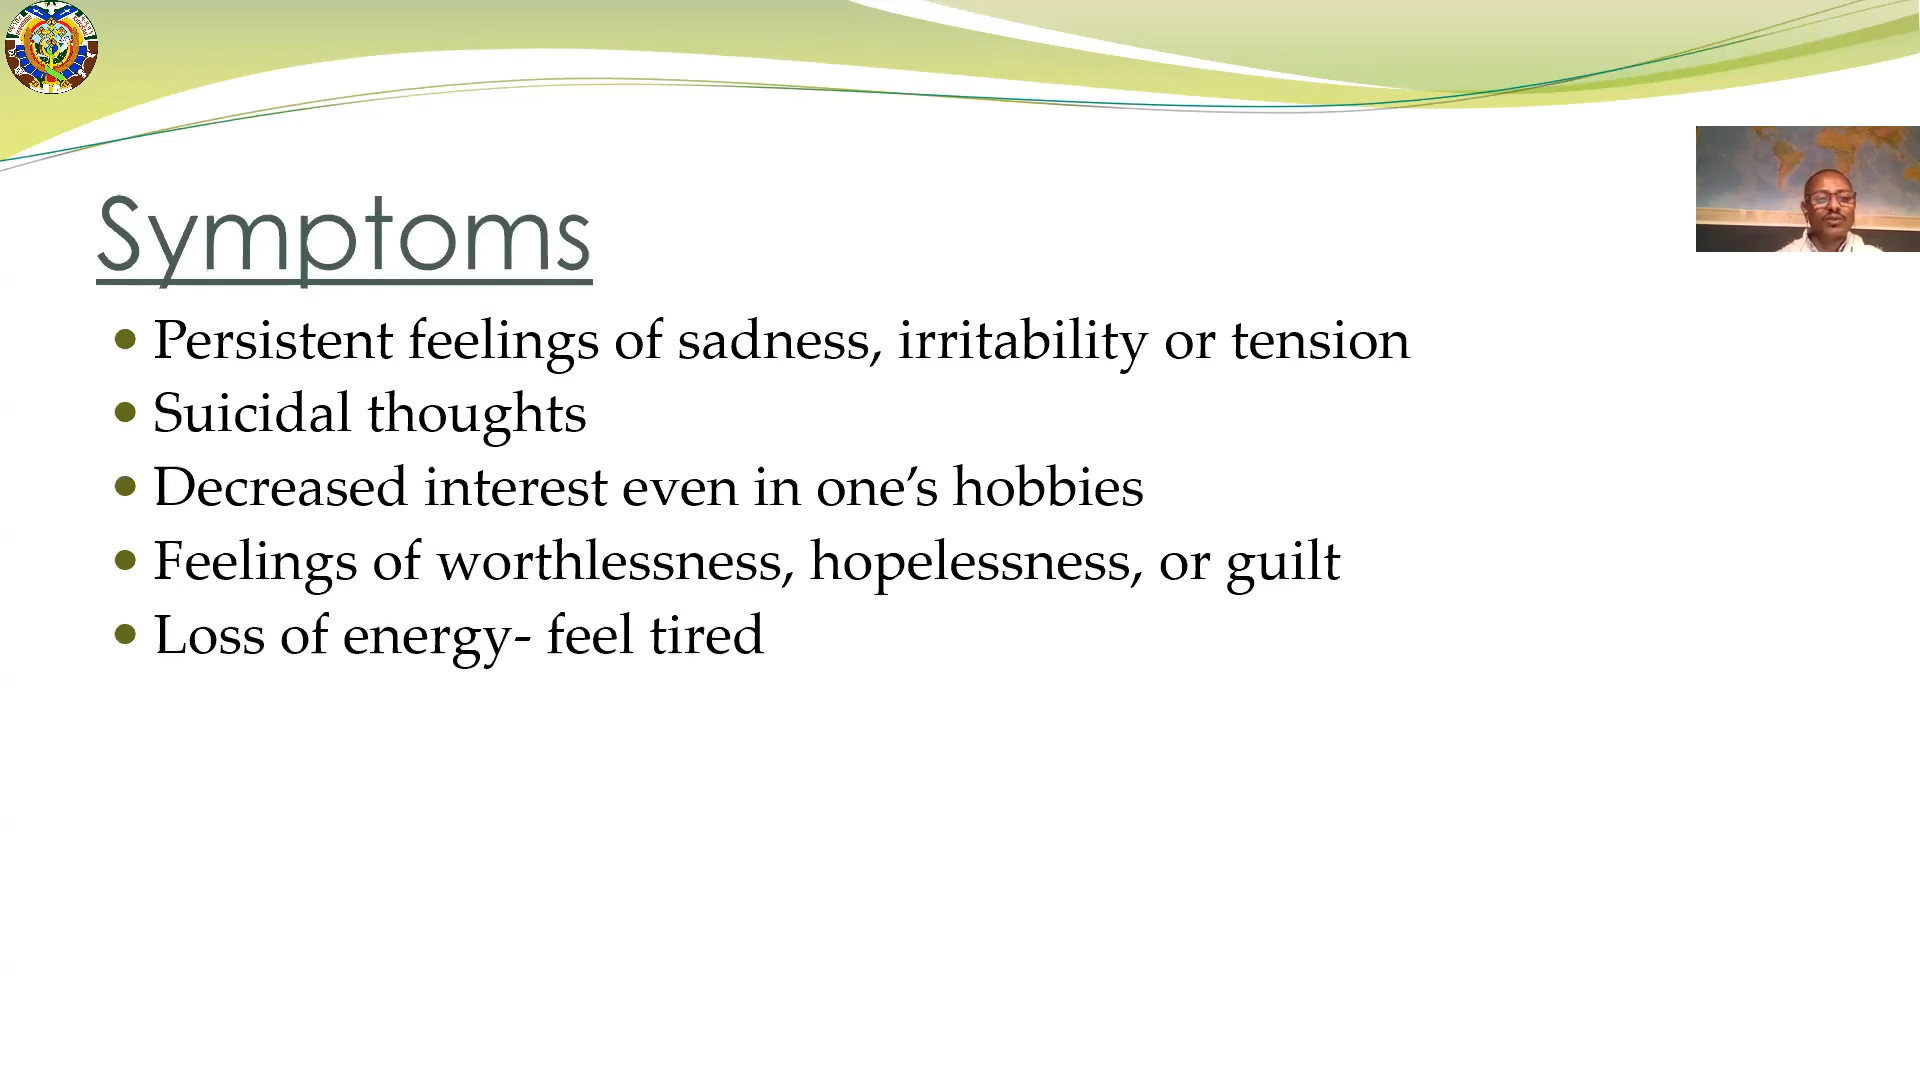 Symptoms
Persistent feelings of sadness, irritability or tension
Suicidal thoughts
Decreased interest even in one’s hobbies
Feelings of worthlessness, hopelessness, or guilt
Loss of energy- feel tired